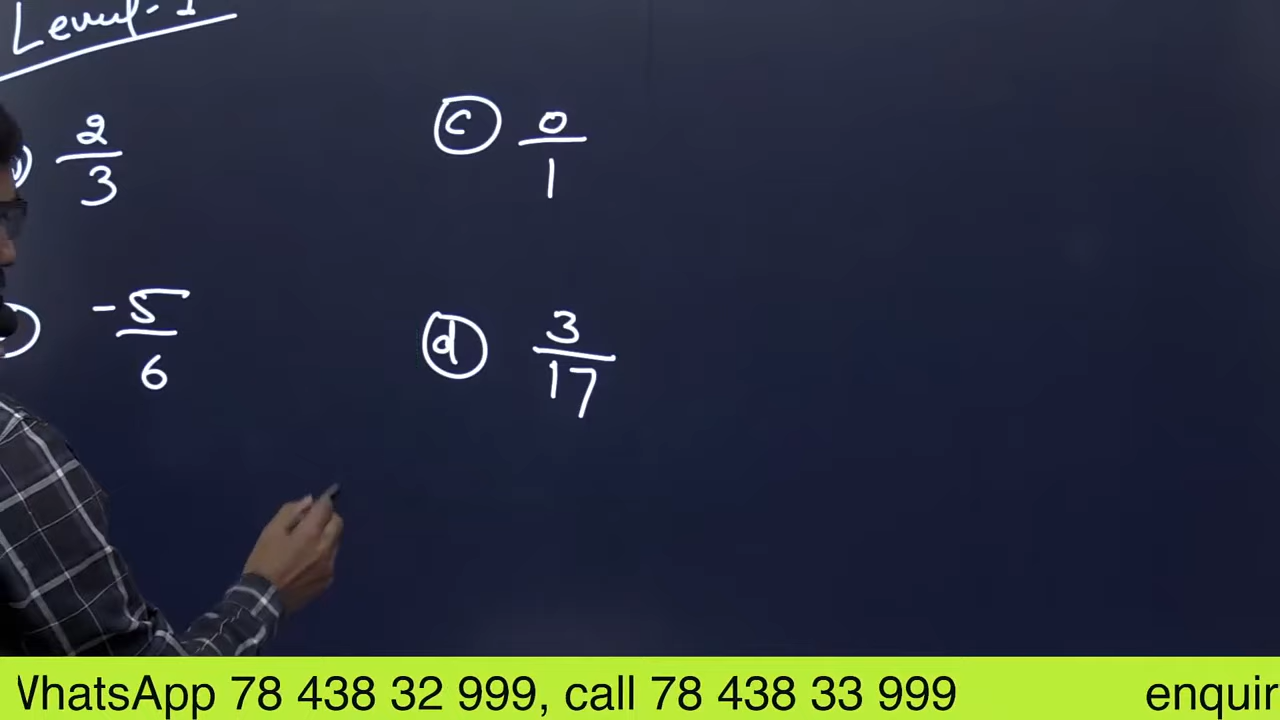 Level-1
2/3
-5/6
c 0/1
d 3/17
WhatsApp 78 438 32 999, call 78 438 33 999 enquir